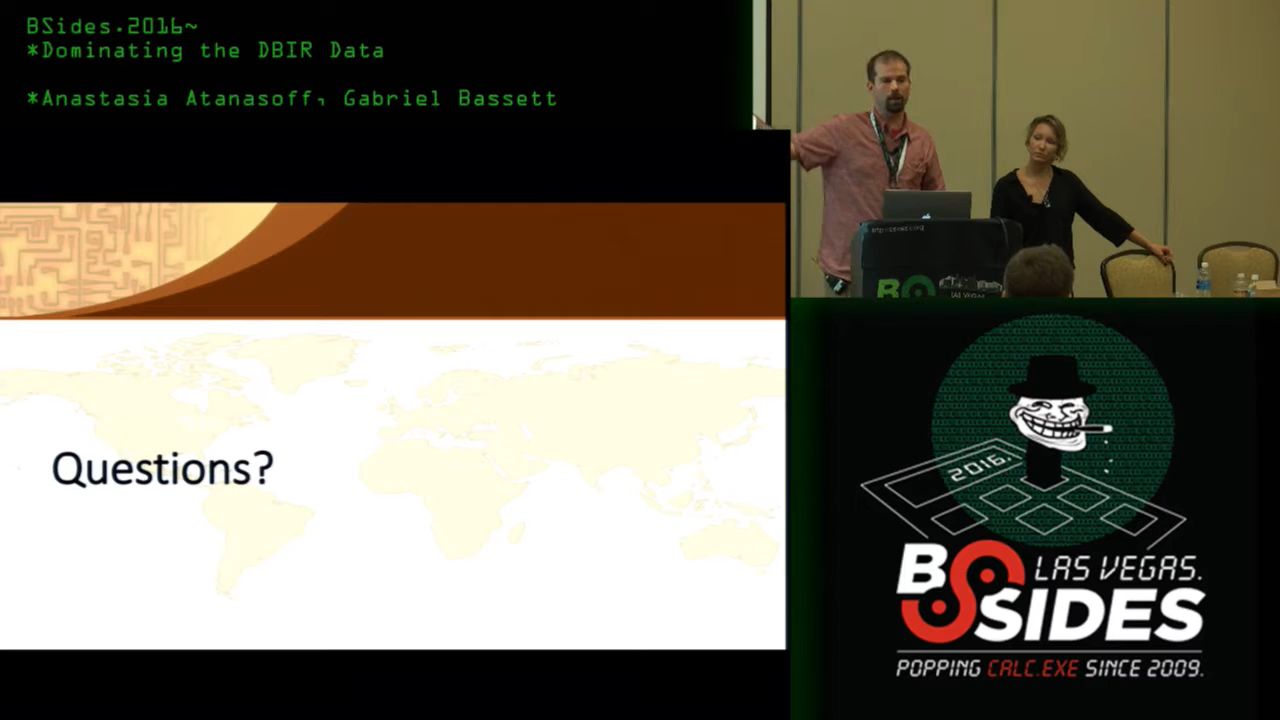 BSides.2016~
*Dominating the DBIR Data
*Anastasia Atanasoff, Gabriel Bassett
Questions?
2016.
BSIDES
LAS VEGAS.
POPPING CALC.EXE SINCE 2009.